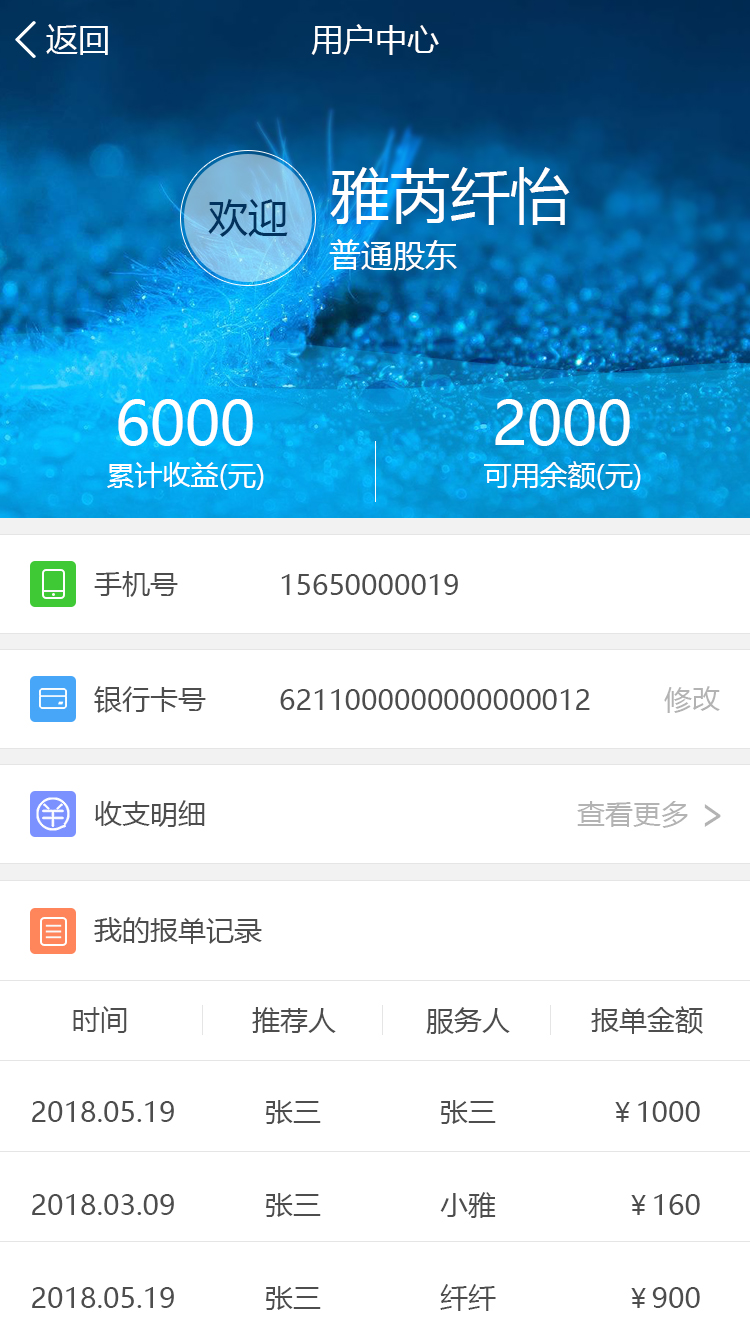 返回
用户中心
欢迎
雅芮纤怡
普通股东
6000
2000
累计收益(元)
可用余额(元)
手机号 15650000019
银行卡号 6211000000000000012 修改
收支明细 查看更多 >
我的报单记录
时间 推荐人 服务人 报单金额
2018.05.19 张三 张三 ¥1000
2018.03.09 张三 小雅 ¥160
2018.05.19 张三 纤纤 ¥900